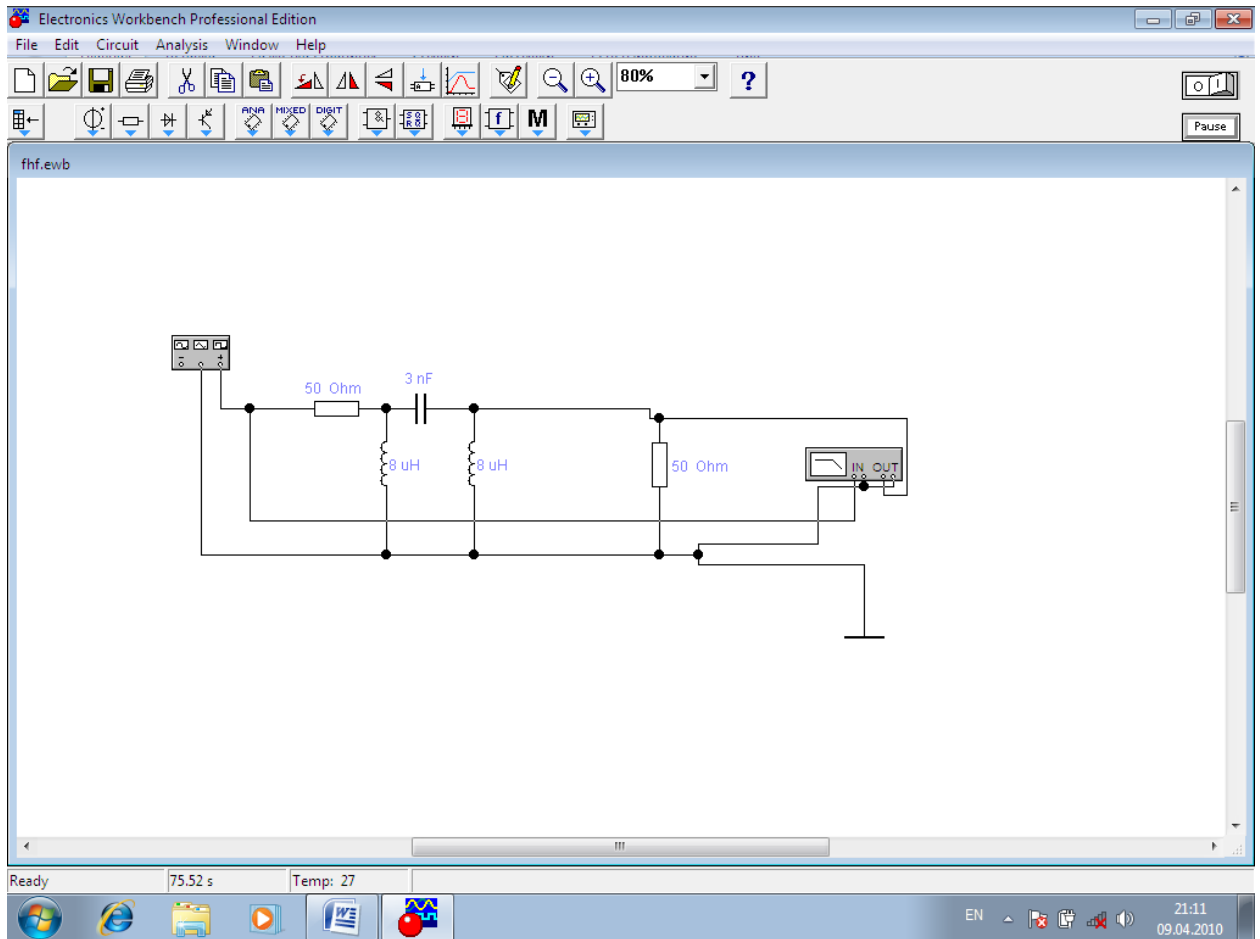 Electronics Workbench Professional Edition
File Edit Circuit Analysis Window Help
80%
?
ANA MIXED DIGIT
& f M
Pause
fhf.ewb
50 Ohm
3 nF
8 uH
8 uH
50 Ohm
IN OUT
Ready 75.52 s Temp: 27
EN 21:11
09.04.2010